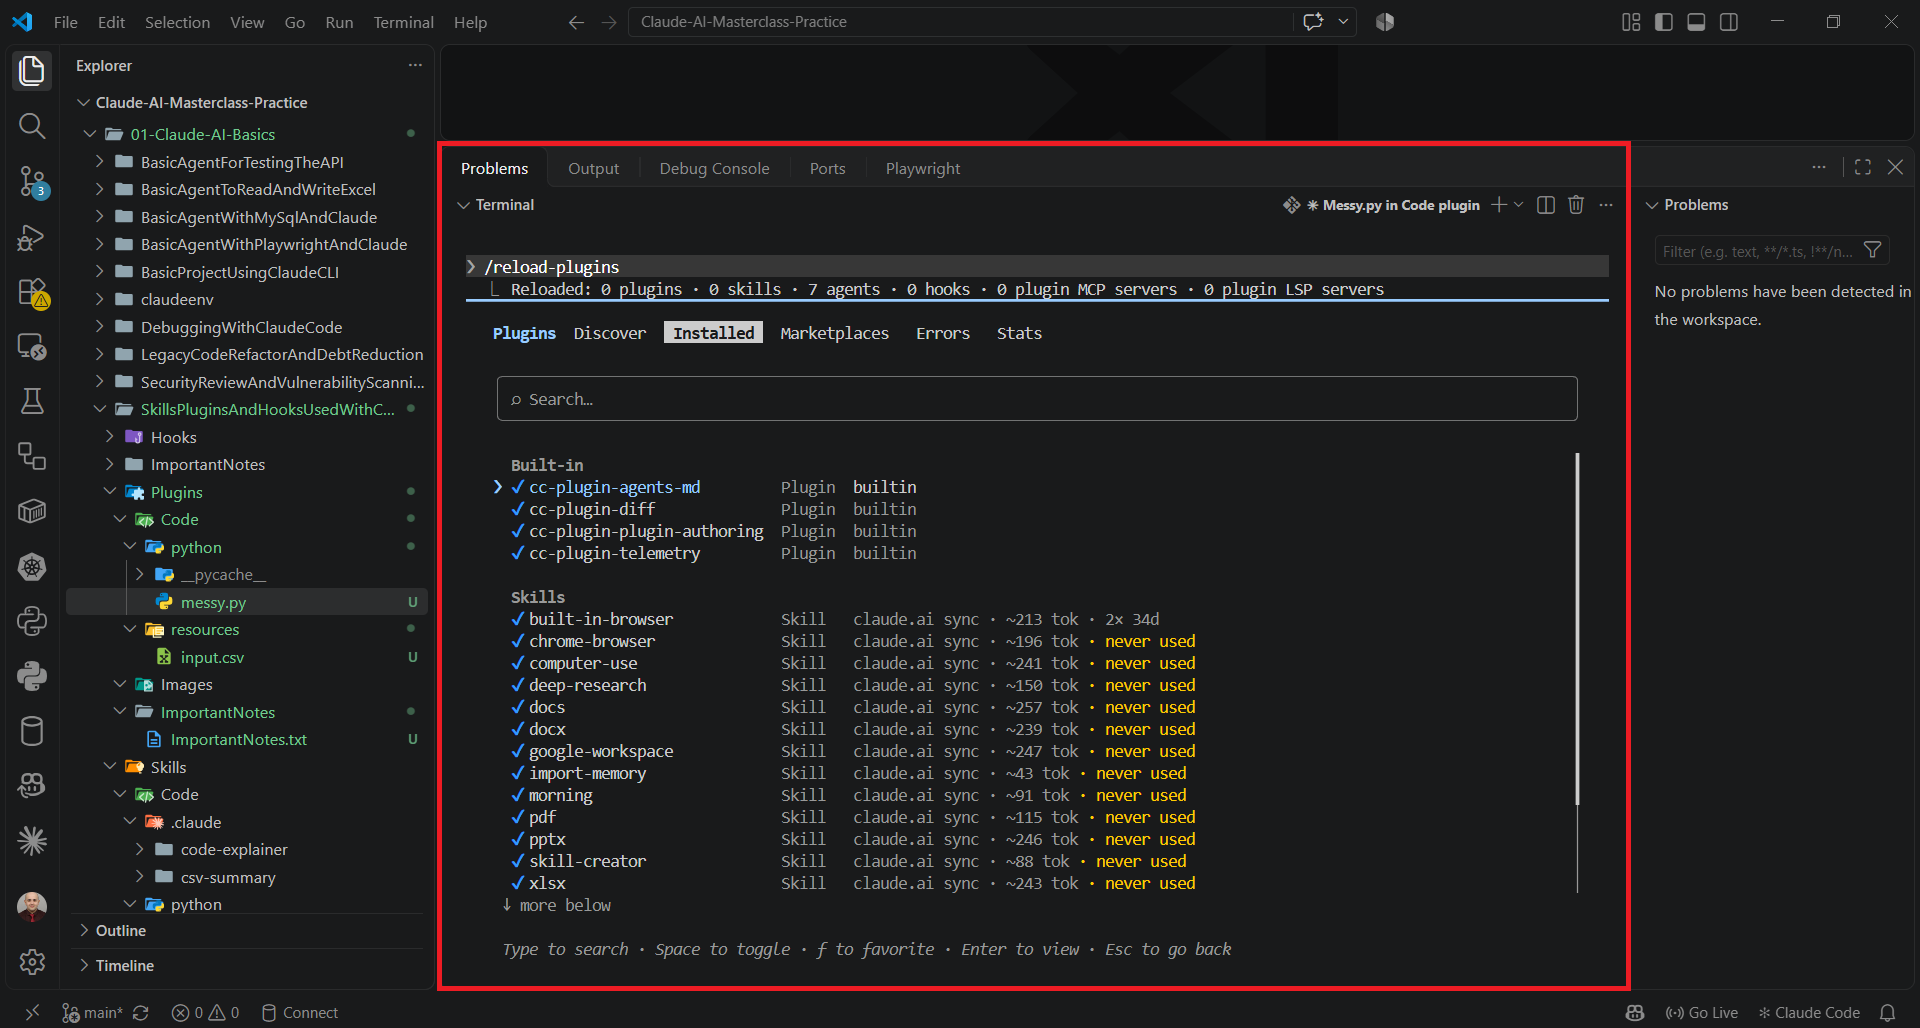 File Edit Selection View Go Run Terminal Help
Claude-AI-Masterclass-Practice
Explorer
Claude-AI-Masterclass-Practice
01-Claude-AI-Basics
BasicAgentForTestingTheAPI
BasicAgentToReadAndWriteExcel
BasicAgentWithMySqlAndClaude
BasicAgentWithPlaywrightAndClaude
BasicProjectUsingClaudeCLI
claudeenv
DebuggingWithClaudeCode
LegacyCodeRefactorAndDebtReduction
SecurityReviewAndVulnerabilityScanni...
SkillsPluginsAndHooksUsedWithC...
Hooks
ImportantNotes
Plugins
Code
python
__pycache__
messy.py U
resources
input.csv U
Images
ImportantNotes
ImportantNotes.txt U
Skills
Code
.claude
code-explainer
csv-summary
python
Outline
Timeline
3
Problems Output Debug Console Ports Playwright
Terminal
Messy.py in Code plugin
/reload-plugins
Reloaded: 0 plugins · 0 skills · 7 agents · 0 hooks · 0 plugin MCP servers · 0 plugin LSP servers
Plugins Discover Installed Marketplaces Errors Stats
Search…
Built-in
❯ ✓ cc-plugin-agents-md Plugin builtin
✓ cc-plugin-diff Plugin builtin
✓ cc-plugin-plugin-authoring Plugin builtin
✓ cc-plugin-telemetry Plugin builtin
Skills
✓ built-in-browser Skill claude.ai sync · ~213 tok · 2x 34d
✓ chrome-browser Skill claude.ai sync · ~196 tok · never used
✓ computer-use Skill claude.ai sync · ~241 tok · never used
✓ deep-research Skill claude.ai sync · ~150 tok · never used
✓ docs Skill claude.ai sync · ~257 tok · never used
✓ docx Skill claude.ai sync · ~239 tok · never used
✓ google-workspace Skill claude.ai sync · ~247 tok · never used
✓ import-memory Skill claude.ai sync · ~43 tok · never used
✓ morning Skill claude.ai sync · ~91 tok · never used
✓ pdf Skill claude.ai sync · ~115 tok · never used
✓ pptx Skill claude.ai sync · ~246 tok · never used
✓ skill-creator Skill claude.ai sync · ~88 tok · never used
✓ xlsx Skill claude.ai sync · ~243 tok · never used
↓ more below
Type to search · Space to toggle · f to favorite · Enter to view · Esc to go back
Problems
Filter (e.g. text, **/*.ts, !**/n...
No problems have been detected in
the workspace.
main* 0 0 Connect
Go Live Claude Code